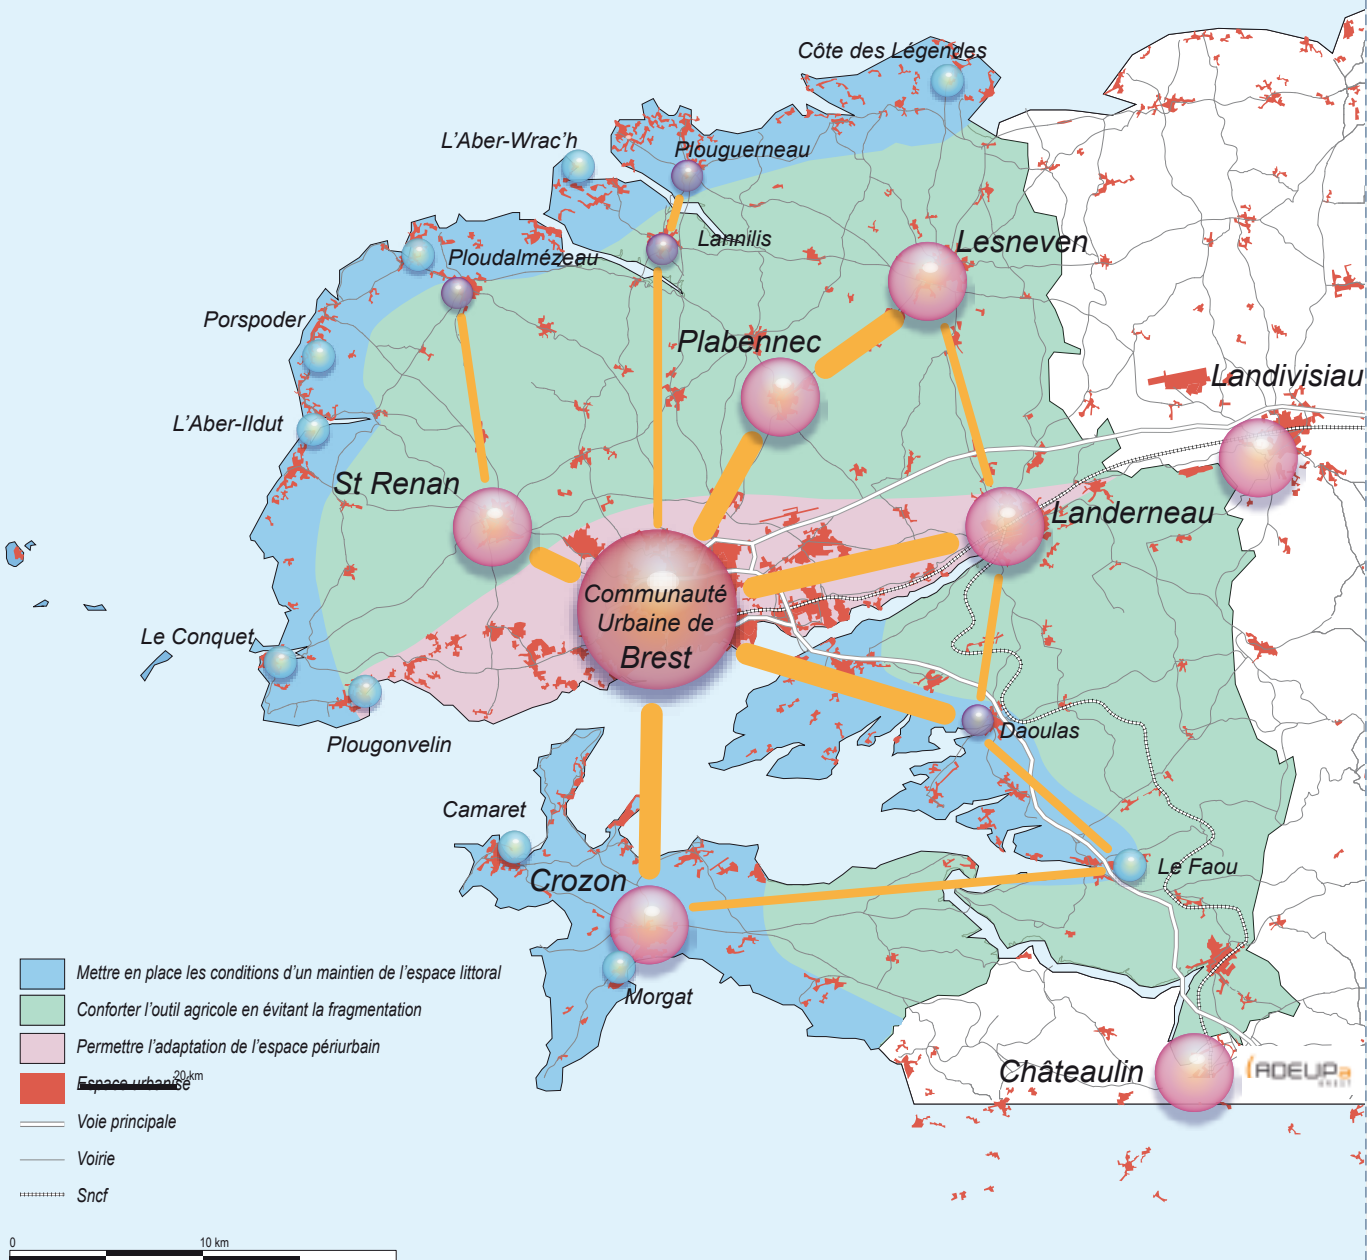 Côte des Légendes
L'Aber-Wrac'h
Plouguerneau
Lannilis
Lesneven
Ploudalmézeau
Porspoder
Plabennec
Landivisiau
L'Aber-Ildut
St Renan
Landerneau
Communauté
Urbaine de
Brest
Le Conquet
Plougonvelin
Daoulas
Camaret
Le Faou
Crozon
Morgat
Châteaulin
ADEUPa
BREST
Mettre en place les conditions d'un maintien de l'espace littoral
Conforter l'outil agricole en évitant la fragmentation
Permettre l'adaptation de l'espace périurbain
Espace urbanisé
20 km
Voie principale
Voirie
Sncf
0 10 km